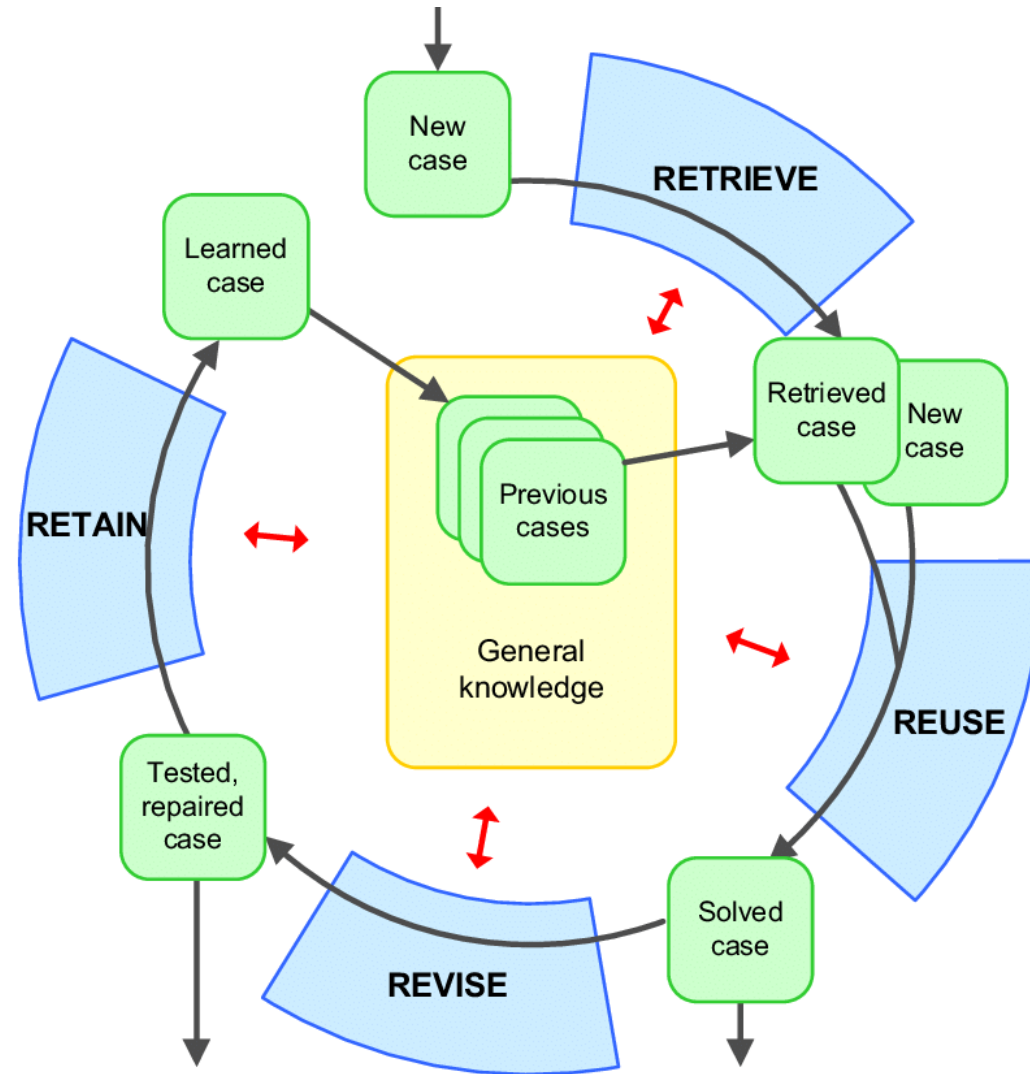 New
case
RETRIEVE
Learned
case
Retrieved
case
New
case
Previous
cases
RETAIN
General
knowledge
REUSE
Tested,
repaired
case
Solved
case
REVISE